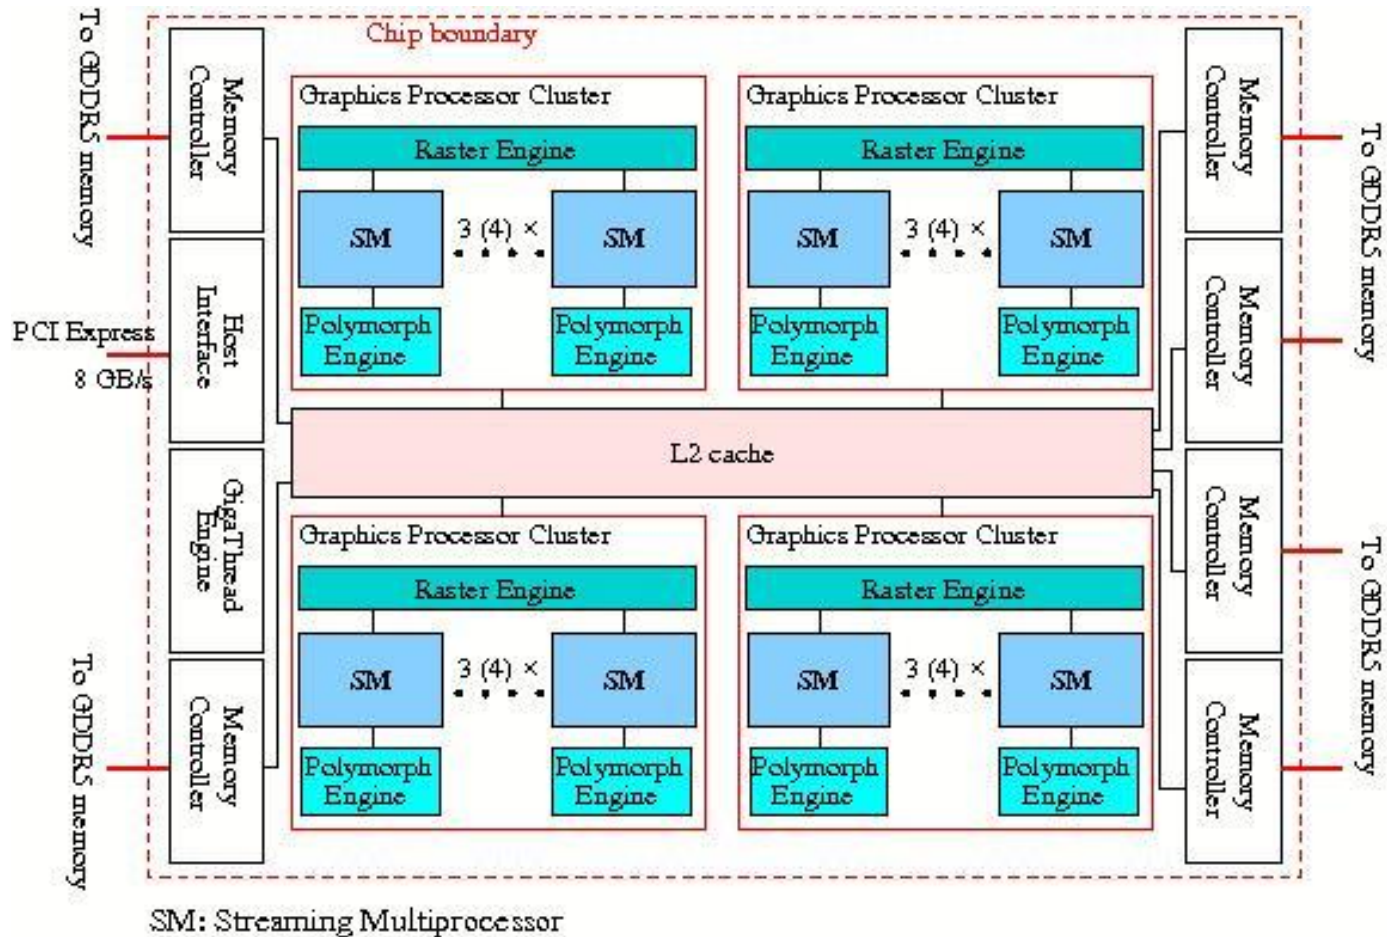 Chip boundary
To GDDR5 memory
Memory
Controller
Graphics Processor Cluster
Raster Engine
SM
3 (4) ×
SM
Polymorph
Engine
Polymorph
Engine
Graphics Processor Cluster
Raster Engine
SM
3 (4) ×
SM
Polymorph
Engine
Polymorph
Engine
Memory
Controller
To GDDR5 memory
PCI Express
8 GB/s
Host
Interface
Memory
Controller
L2 cache
GigaThread
Engine
Memory
Controller
To GDDR5 memory
Graphics Processor Cluster
Raster Engine
SM
3 (4) ×
SM
Polymorph
Engine
Polymorph
Engine
Graphics Processor Cluster
Raster Engine
SM
3 (4) ×
SM
Polymorph
Engine
Polymorph
Engine
To GDDR5 memory
Memory
Controller
Memory
Controller
SM: Streaming Multiprocessor